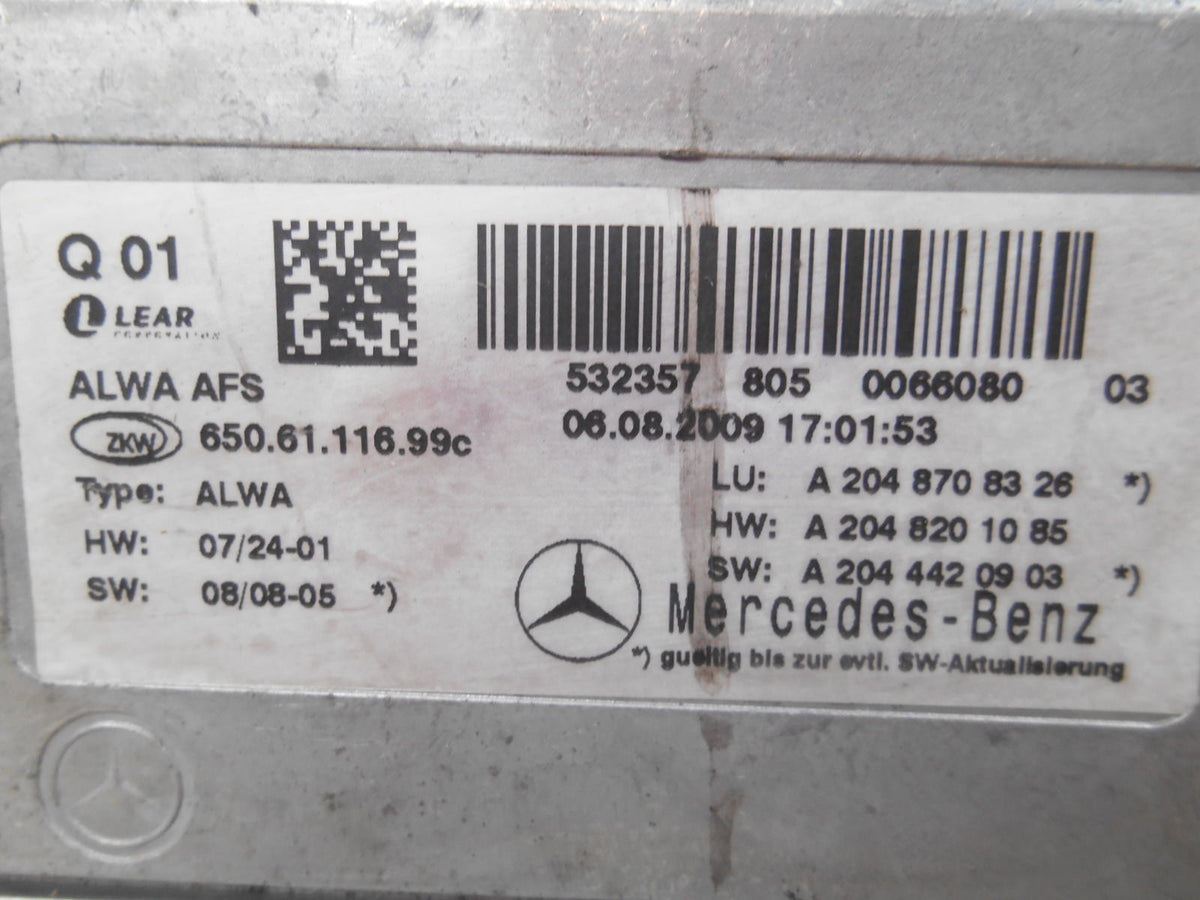 Q 01
LEAR
CORPORATION
ALWA AFS
ZKW 650.61.116.99c
Type: ALWA
HW: 07/24-01
SW: 08/08-05 *)
532357 805 0066080 03
06.08.2009 17:01:53
LU: A 204 870 83 26 *)
HW: A 204 820 10 85
SW: A 204 442 09 03 *)
Mercedes-Benz
*) gueltig bis zur evtl. SW-Aktualisierung